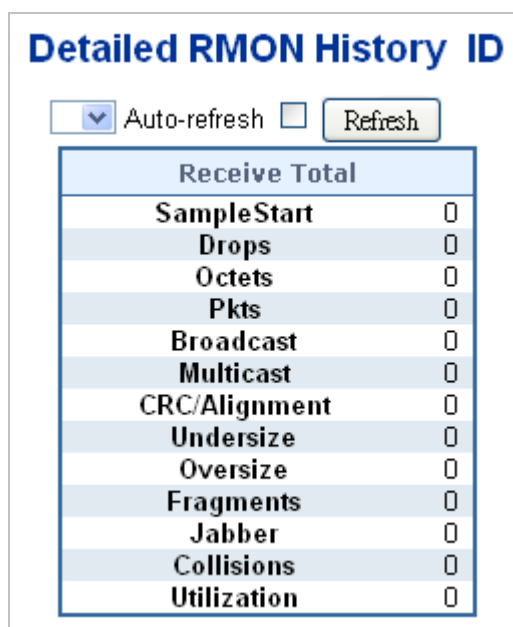 Detailed RMON History ID
Auto-refresh Refresh
Receive Total
SampleStart 0
Drops 0
Octets 0
Pkts 0
Broadcast 0
Multicast 0
CRC/Alignment 0
Undersize 0
Oversize 0
Fragments 0
Jabber 0
Collisions 0
Utilization 0